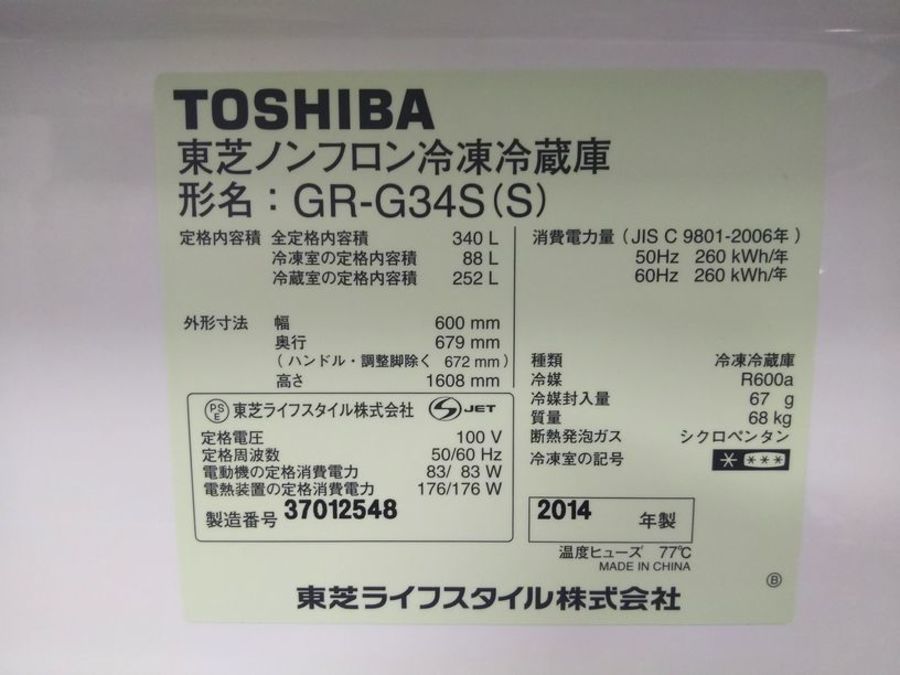 TOSHIBA
東芝ノンフロン冷凍冷蔵庫
形名：GR-G34S(S)
定格内容積 全定格内容積 340 L
冷凍室の定格内容積 88 L
冷蔵室の定格内容積 252 L
外形寸法 幅 600 mm
奥行 679 mm
(ハンドル・調整脚除く 672 mm)
高さ 1608 mm
PSE 東芝ライフスタイル株式会社 S JET
定格電圧 100 V
定格周波数 50/60 Hz
電動機の定格消費電力 83/ 83 W
電熱装置の定格消費電力 176/176 W
製造番号 37012548
消費電力量 (JIS C 9801-2006年)
50Hz 260 kWh/年
60Hz 260 kWh/年
種類 冷凍冷蔵庫
冷媒 R600a
冷媒封入量 67 g
質量 68 kg
断熱発泡ガス シクロペンタン
冷凍室の記号 * ***
2014 年製
温度ヒューズ 77℃
MADE IN CHINA
Ⓑ
東芝ライフスタイル株式会社